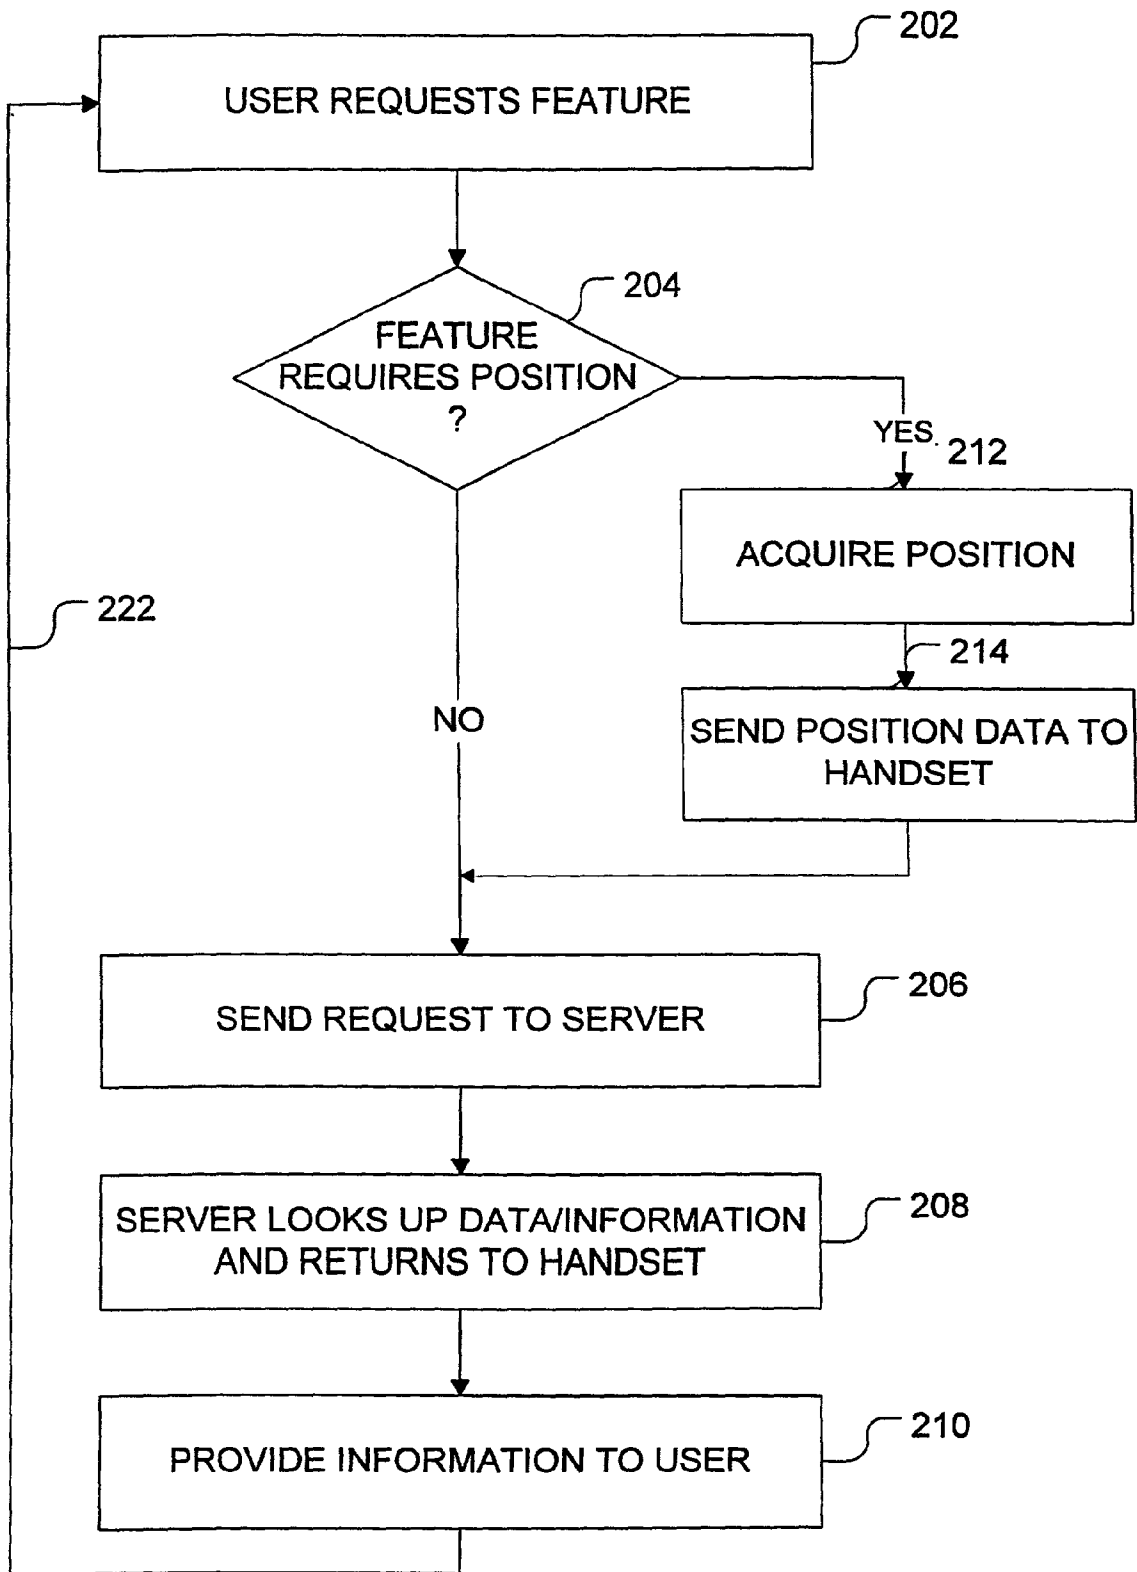 202
USER REQUESTS FEATURE
204
FEATURE
REQUIRES POSITION
?
YES.
212
ACQUIRE POSITION
222
214
SEND POSITION DATA TO
HANDSET
NO
206
SEND REQUEST TO SERVER
208
SERVER LOOKS UP DATA/INFORMATION
AND RETURNS TO HANDSET
210
PROVIDE INFORMATION TO USER